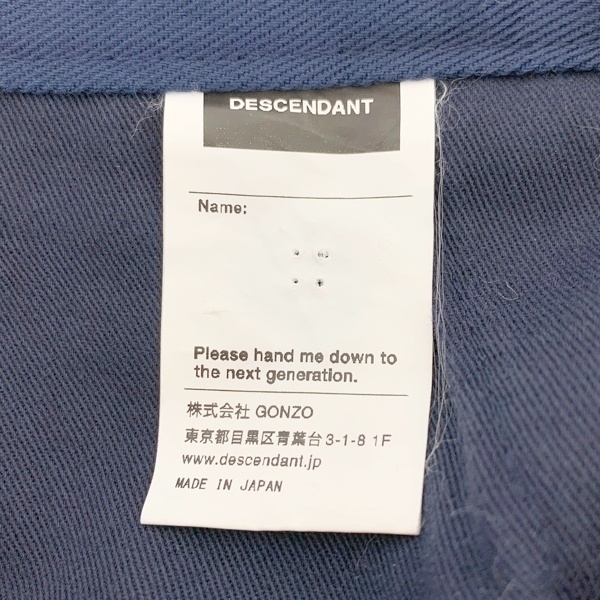 DESCENDANT
Name:
Please hand me down to
the next generation.
株式会社 GONZO
東京都目黒区青葉台3-1-8 1F
www.descendant.jp
MADE IN JAPAN